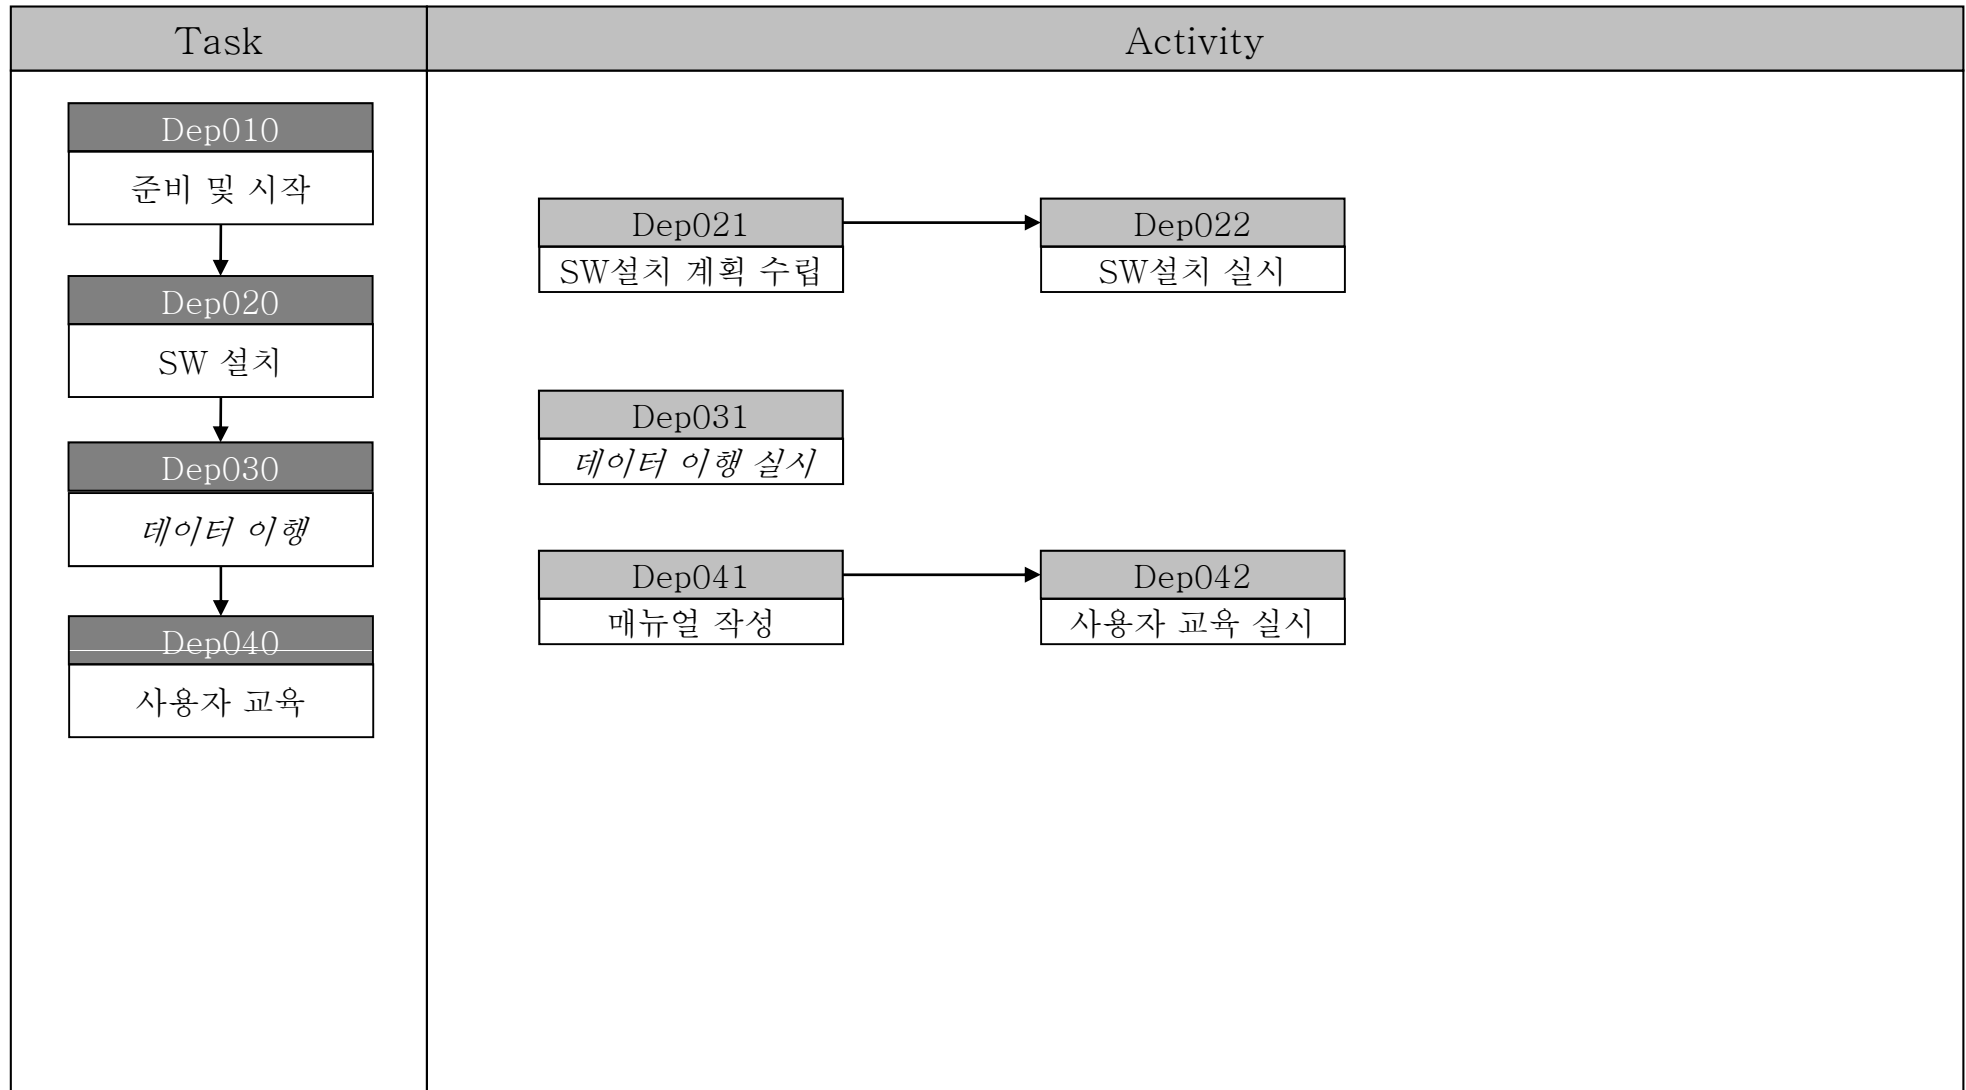 Task
Activity
Dep010
준비 및 시작
Dep020
SW 설치
Dep030
데이터 이행
Dep040
사용자 교육
Dep021
SW설치 계획 수립
Dep022
SW설치 실시
Dep031
데이터 이행 실시
Dep041
매뉴얼 작성
Dep042
사용자 교육 실시